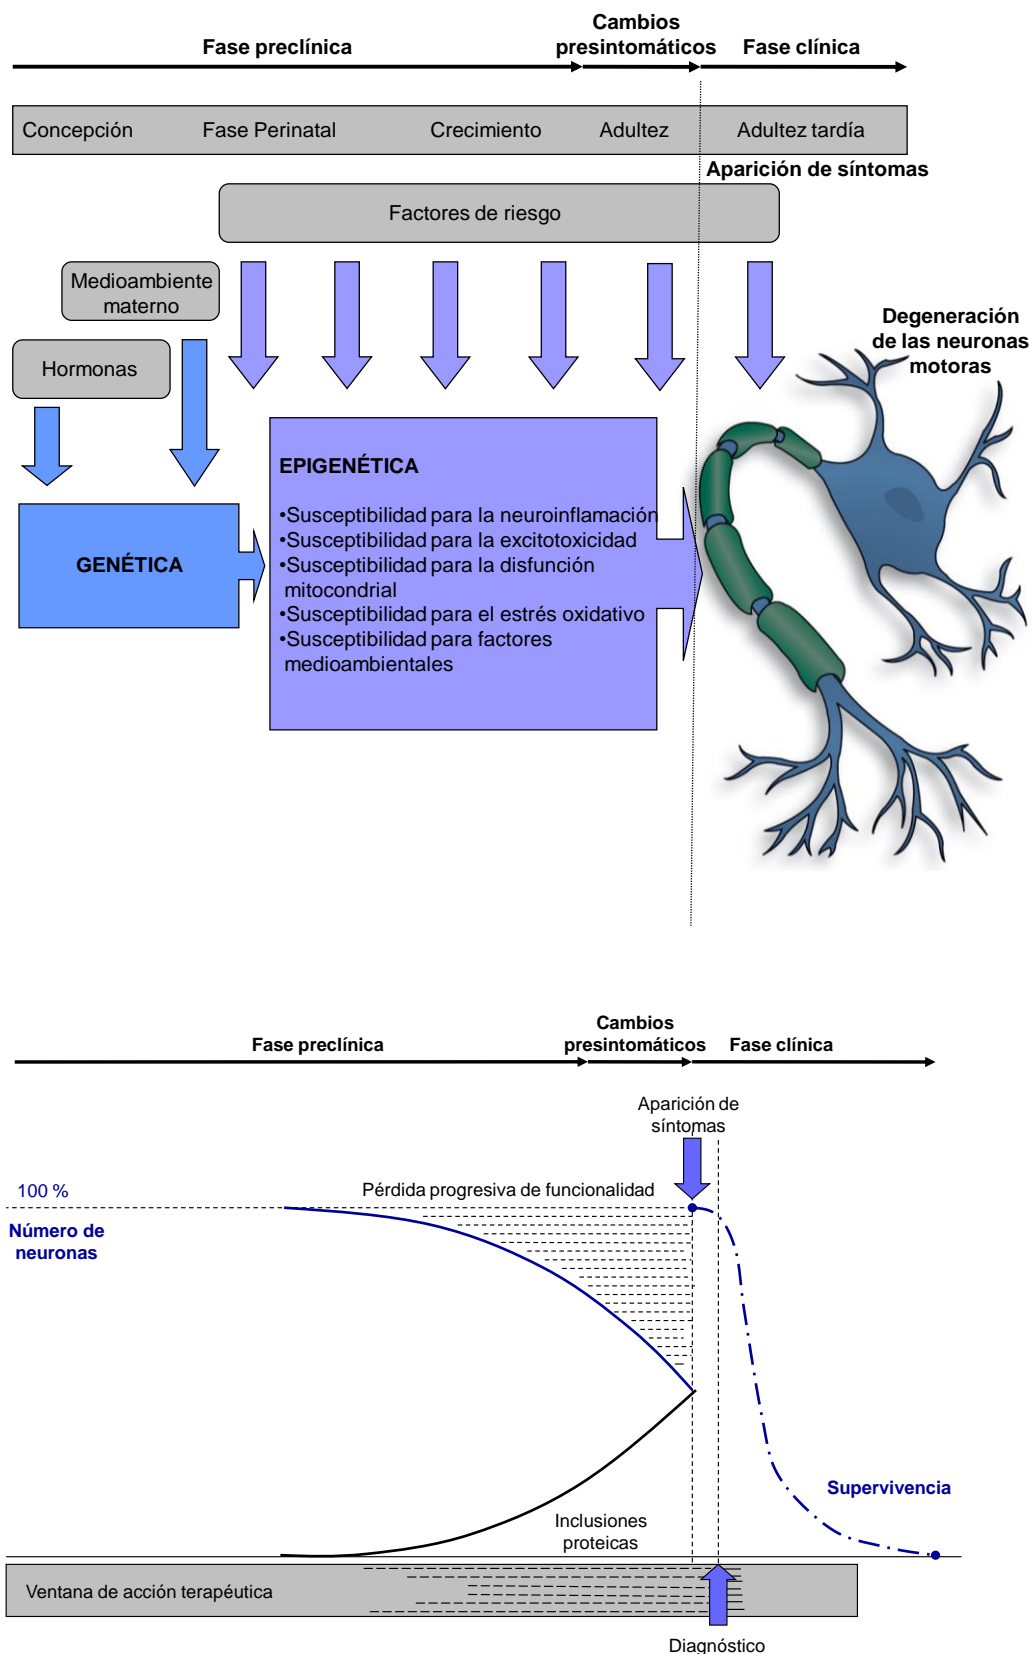 Fase preclínica
Cambios
presintomáticos
Fase clínica
Concepción
Fase Perinatal
Crecimiento
Adultez
Adultez tardía
Aparición de síntomas
Factores de riesgo
Medioambiente
materno
Hormonas
Degeneración
de las neuronas
motoras
GENÉTICA
EPIGENÉTICA
•Susceptibilidad para la neuroinflamación
•Susceptibilidad para la excitotoxicidad
•Susceptibilidad para la disfunción
mitocondrial
•Susceptibilidad para el estrés oxidativo
•Susceptibilidad para factores
medioambientales
Fase preclínica
Cambios
presintomáticos
Fase clínica
Aparición de
síntomas
100 %
Pérdida progresiva de funcionalidad
Número de
neuronas
Supervivencia
Inclusiones
proteicas
Ventana de acción terapéutica
Diagnóstico